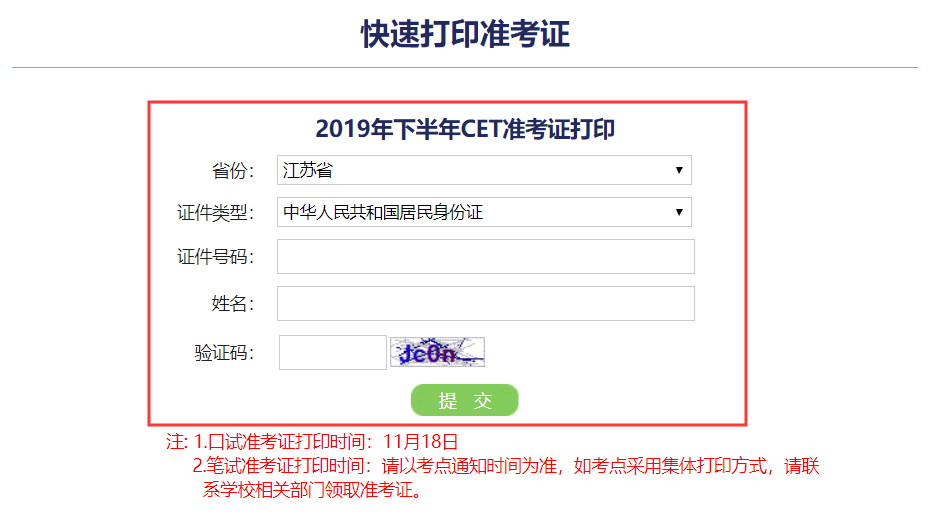 快速打印准考证
2019年下半年CET准考证打印
省份： 江苏省
证件类型： 中华人民共和国居民身份证
证件号码：
姓名：
验证码： Jc0n
提 交
注: 1.口试准考证打印时间：11月18日
2.笔试准考证打印时间：请以考点通知时间为准，如考点采用集体打印方式，请联
系学校相关部门领取准考证。